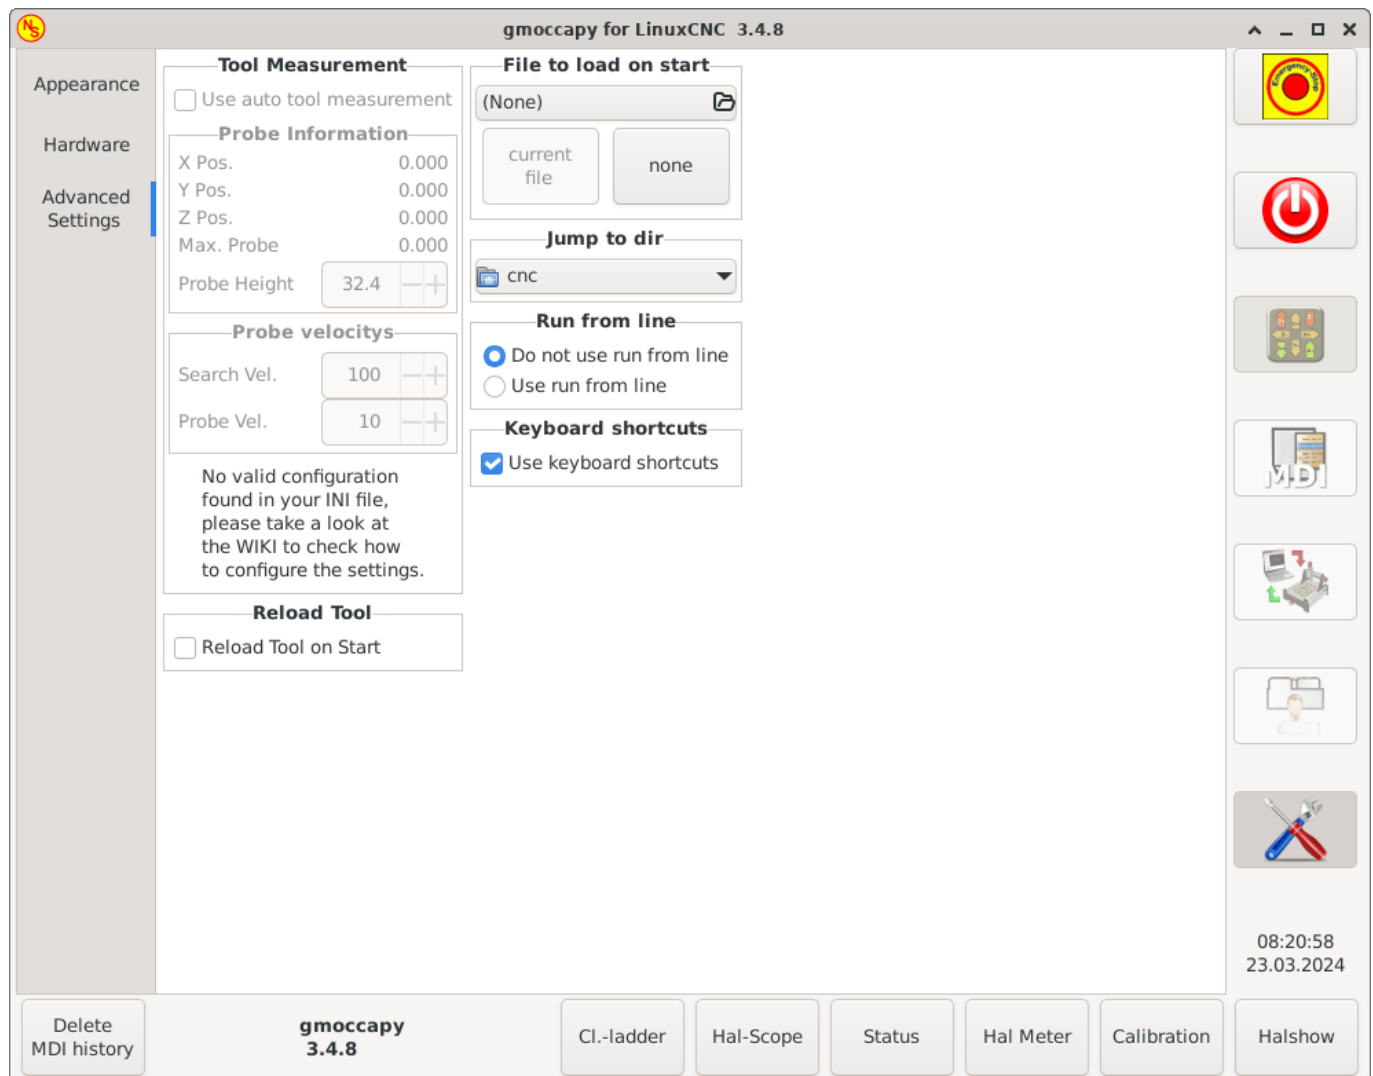 NS
gmoccapy for LinuxCNC 3.4.8
Appearance
Hardware
Advanced
Settings
Tool Measurement
Use auto tool measurement
Probe Information
X Pos. 0.000
Y Pos. 0.000
Z Pos. 0.000
Max. Probe 0.000
Probe Height 32.4
Probe velocitys
Search Vel. 100
Probe Vel. 10
No valid configuration
found in your INI file,
please take a look at
the WIKI to check how
to configure the settings.
Reload Tool
Reload Tool on Start
File to load on start
(None)
current
file
none
Jump to dir
cnc
Run from line
Do not use run from line
Use run from line
Keyboard shortcuts
Use keyboard shortcuts
Emergency-Stop
MDI
08:20:58
23.03.2024
Delete
MDI history
gmoccapy
3.4.8
Cl.-ladder
Hal-Scope
Status
Hal Meter
Calibration
Halshow